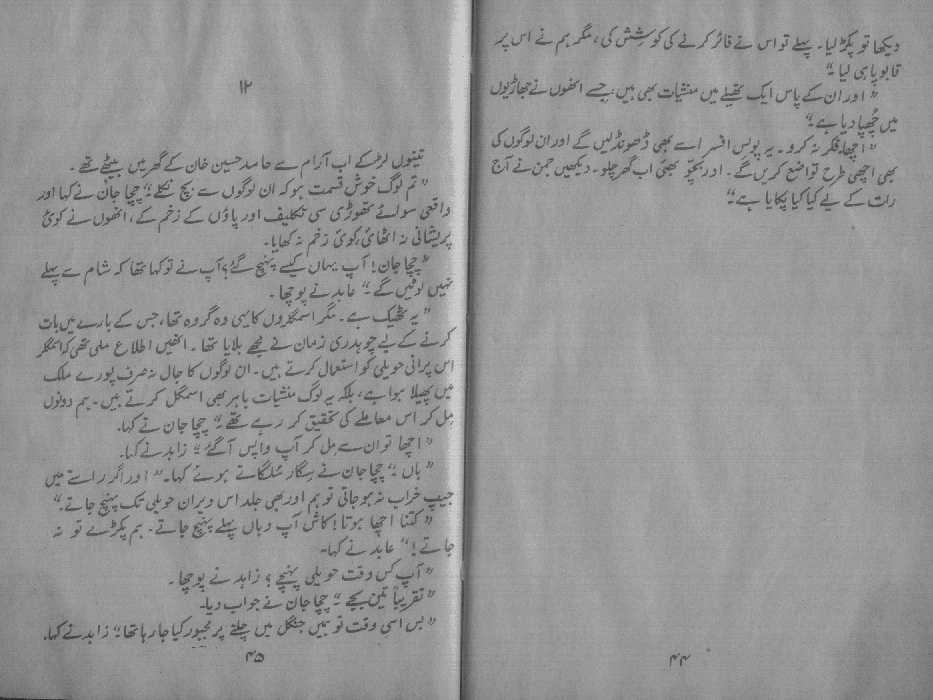 دیکھا تو پکڑ لیا۔ پہلے تو اس نے فائر کرنے کی کوشش کی، مگر ہم نے اس پر
قابو پا ہی لیا۔“
”اور ان کے پاس ایک تھیلے میں منشیات بھی ہیں، جسے انھوں نے جھاڑیوں
میں چُھپا دیا ہے۔“
”اچھا، فکر نہ کرو۔ یہ پولس افسر اسے بھی ڈھونڈ لیں گے اور ان لوگوں کی
بھی اچھی طرح تواضع کریں گے۔ اور بچّو بھئی اب گھر چلو۔ دیکھیں جمن نے آج
رات کے لیے کیا کیا پکایا ہے۔“
۴۴
۱۲
تینوں لڑکے اب آرام سے حامد حسین خان کے گھر میں بیٹھے تھے۔
”تم لوگ خوش قسمت ہو کہ ان لوگوں سے بچ نکلے۔“ چچا جان نے کہا اور
واقعی سوائے تھوڑی سی تکلیف اور پاؤں کے زخم کے، انھوں نے کوئی
پریشانی نہ اٹھائی، کوئی زخم نہ کھایا۔
”چچا جان! آپ یہاں کیسے پہنچ گئے؟ آپ نے تو کہا تھا کہ شام سے پہلے
نہیں لوٹیں گے۔“ عابد نے پوچھا۔
”یہ ٹھیک ہے۔ مگر اسمگلروں کا یہی وہ گروہ تھا، جس کے بارے میں بات
کرنے کے لیے چوہدری زمان نے مجھے بلایا تھا۔ انھیں اطلاع ملی تھی کہ اسمگلر
اس پرانی حویلی کو استعمال کرتے ہیں۔ ان لوگوں کا جال نہ صرف پورے ملک
میں پھیلا ہوا ہے، بلکہ یہ لوگ منشیات باہر بھی اسمگل کرتے ہیں۔ ہم دونوں
مِل کر اس معاملے کی تحقیق کر رہے تھے۔“ چچا جان نے کہا۔
”اچھا تو ان سے مل کر آپ واپس آگئے۔“ زاہد نے کہا۔
”ہاں۔“ چچا جان نے سِگار سُلگاتے ہوئے کہا۔ ”اور اگر راستے میں
جیپ خراب نہ ہو جاتی تو ہم اور بھی جلد اس ویران حویلی تک پہنچ جاتے۔“
”کتنا اچھا ہوتا! کاش آپ وہاں پہلے پہنچ جاتے۔ ہم پکڑے تو نہ
جاتے!“ عابد نے کہا۔
”آپ کس وقت حویلی پہنچے؟ زاہد نے پوچھا۔
”تقریباً تین بجے۔“ چچا جان نے جواب دیا۔
”بس اسی وقت تو ہمیں جنگل میں چلنے پر مجبور کیا جا رہا تھا۔“ زاہد نے کہا۔
۴۵